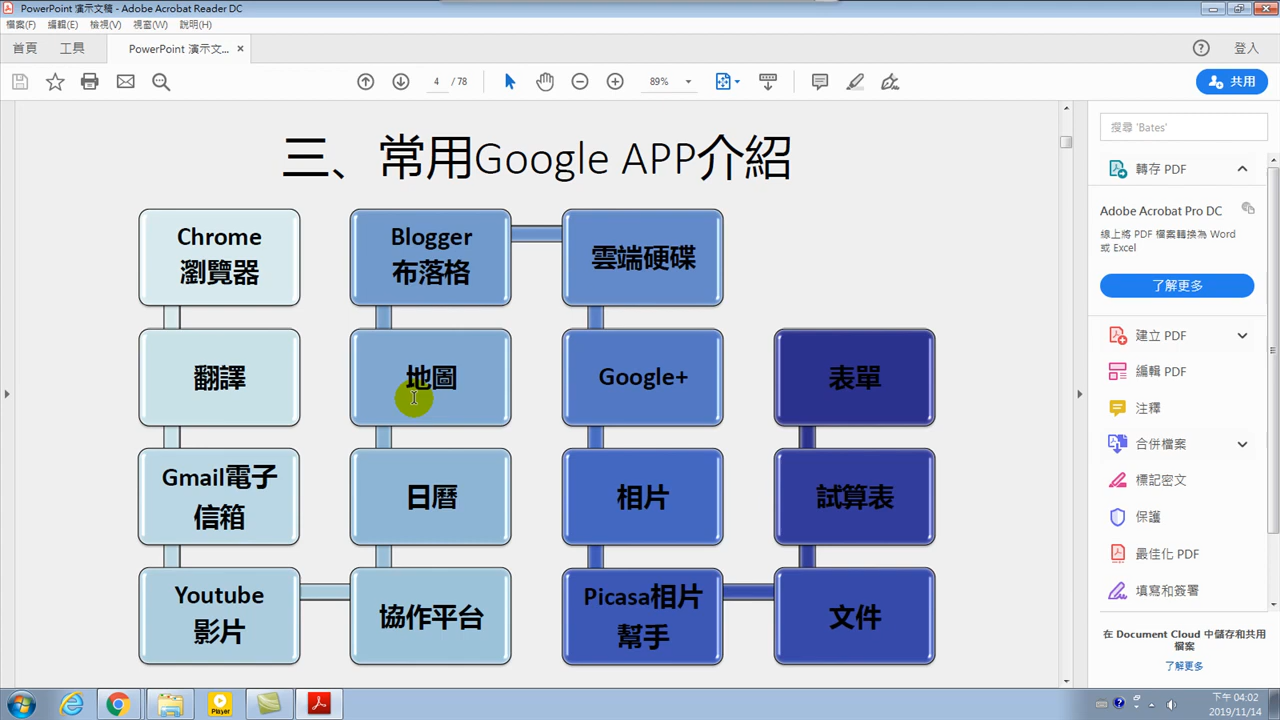 PowerPoint 演示文稿 - Adobe Acrobat Reader DC
檔案(F) 編輯(E) 檢視(V) 視窗(W) 說明(H)
首頁 工具 PowerPoint 演示文... × 登入
4 / 78 89% 共用
三、常用Google APP介紹
Chrome
瀏覽器
翻譯
Gmail電子
信箱
Youtube
影片
協作平台
日曆
地圖
Blogger
布落格
雲端硬碟
Google+
相片
Picasa相片
幫手
文件
試算表
表單
搜尋 'Bates'
轉存 PDF
Adobe Acrobat Pro DC
線上將 PDF 檔案轉換為 Word
或 Excel
了解更多
建立 PDF
編輯 PDF
注釋
合併檔案
標記密文
保護
最佳化 PDF
填寫和簽署
在 Document Cloud 中儲存和共用
檔案
了解更多
Player
下午 04:02
2019/11/14